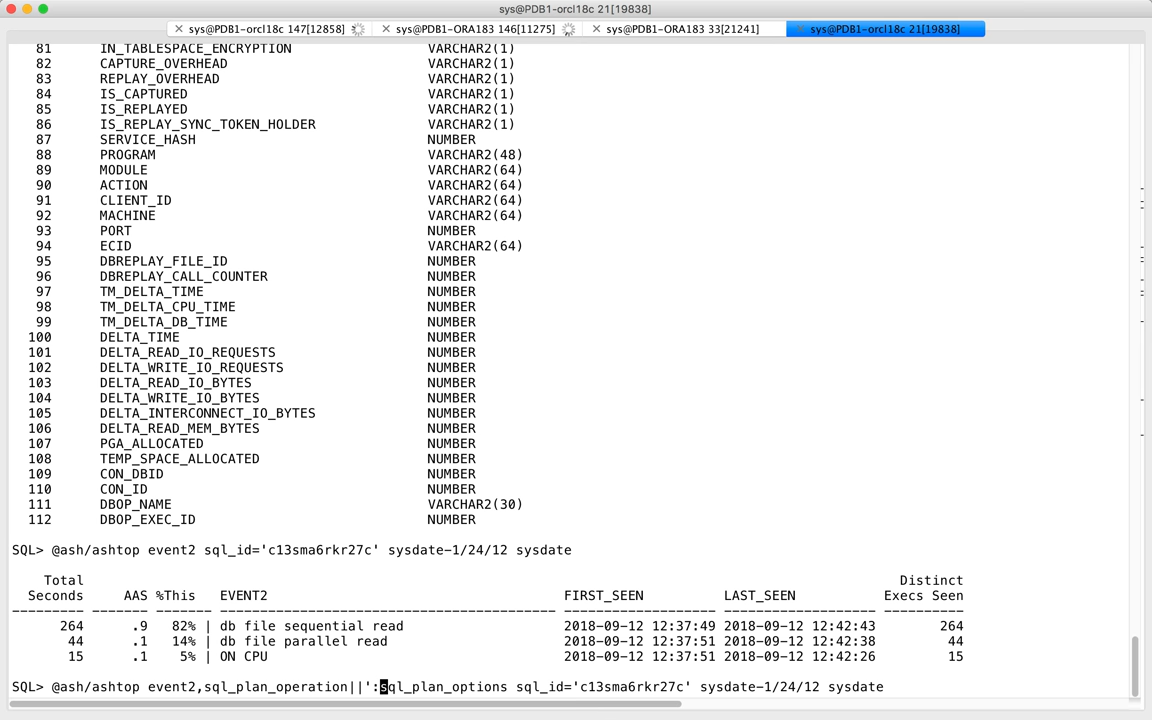 sys@PDB1-orcl18c 21[19838]
sys@PDB1-orcl18c 147[12858] sys@PDB1-ORA183 146[11275] sys@PDB1-ORA183 33[21241] sys@PDB1-orcl18c 21[19838]
81 IN_TABLESPACE_ENCRYPTION VARCHAR2(1)
82 CAPTURE_OVERHEAD VARCHAR2(1)
83 REPLAY_OVERHEAD VARCHAR2(1)
84 IS_CAPTURED VARCHAR2(1)
85 IS_REPLAYED VARCHAR2(1)
86 IS_REPLAY_SYNC_TOKEN_HOLDER VARCHAR2(1)
87 SERVICE_HASH NUMBER
88 PROGRAM VARCHAR2(48)
89 MODULE VARCHAR2(64)
90 ACTION VARCHAR2(64)
91 CLIENT_ID VARCHAR2(64)
92 MACHINE VARCHAR2(64)
93 PORT NUMBER
94 ECID VARCHAR2(64)
95 DBREPLAY_FILE_ID NUMBER
96 DBREPLAY_CALL_COUNTER NUMBER
97 TM_DELTA_TIME NUMBER
98 TM_DELTA_CPU_TIME NUMBER
99 TM_DELTA_DB_TIME NUMBER
100 DELTA_TIME NUMBER
101 DELTA_READ_IO_REQUESTS NUMBER
102 DELTA_WRITE_IO_REQUESTS NUMBER
103 DELTA_READ_IO_BYTES NUMBER
104 DELTA_WRITE_IO_BYTES NUMBER
105 DELTA_INTERCONNECT_IO_BYTES NUMBER
106 DELTA_READ_MEM_BYTES NUMBER
107 PGA_ALLOCATED NUMBER
108 TEMP_SPACE_ALLOCATED NUMBER
109 CON_DBID NUMBER
110 CON_ID NUMBER
111 DBOP_NAME VARCHAR2(30)
112 DBOP_EXEC_ID NUMBER
SQL> @ash/ashtop event2 sql_id='c13sma6rkr27c' sysdate-1/24/12 sysdate
Total Distinct
Seconds AAS %This EVENT2 FIRST_SEEN LAST_SEEN Execs Seen
--------- ------- ------- ------------------------------------------ ------------------- ------------------- ----------
264 .9 82% | db file sequential read 2018-09-12 12:37:49 2018-09-12 12:42:43 264
44 .1 14% | db file parallel read 2018-09-12 12:37:51 2018-09-12 12:42:38 44
15 .1 5% | ON CPU 2018-09-12 12:37:51 2018-09-12 12:42:26 15
SQL> @ash/ashtop event2,sql_plan_operation||':sql_plan_options sql_id='c13sma6rkr27c' sysdate-1/24/12 sysdate